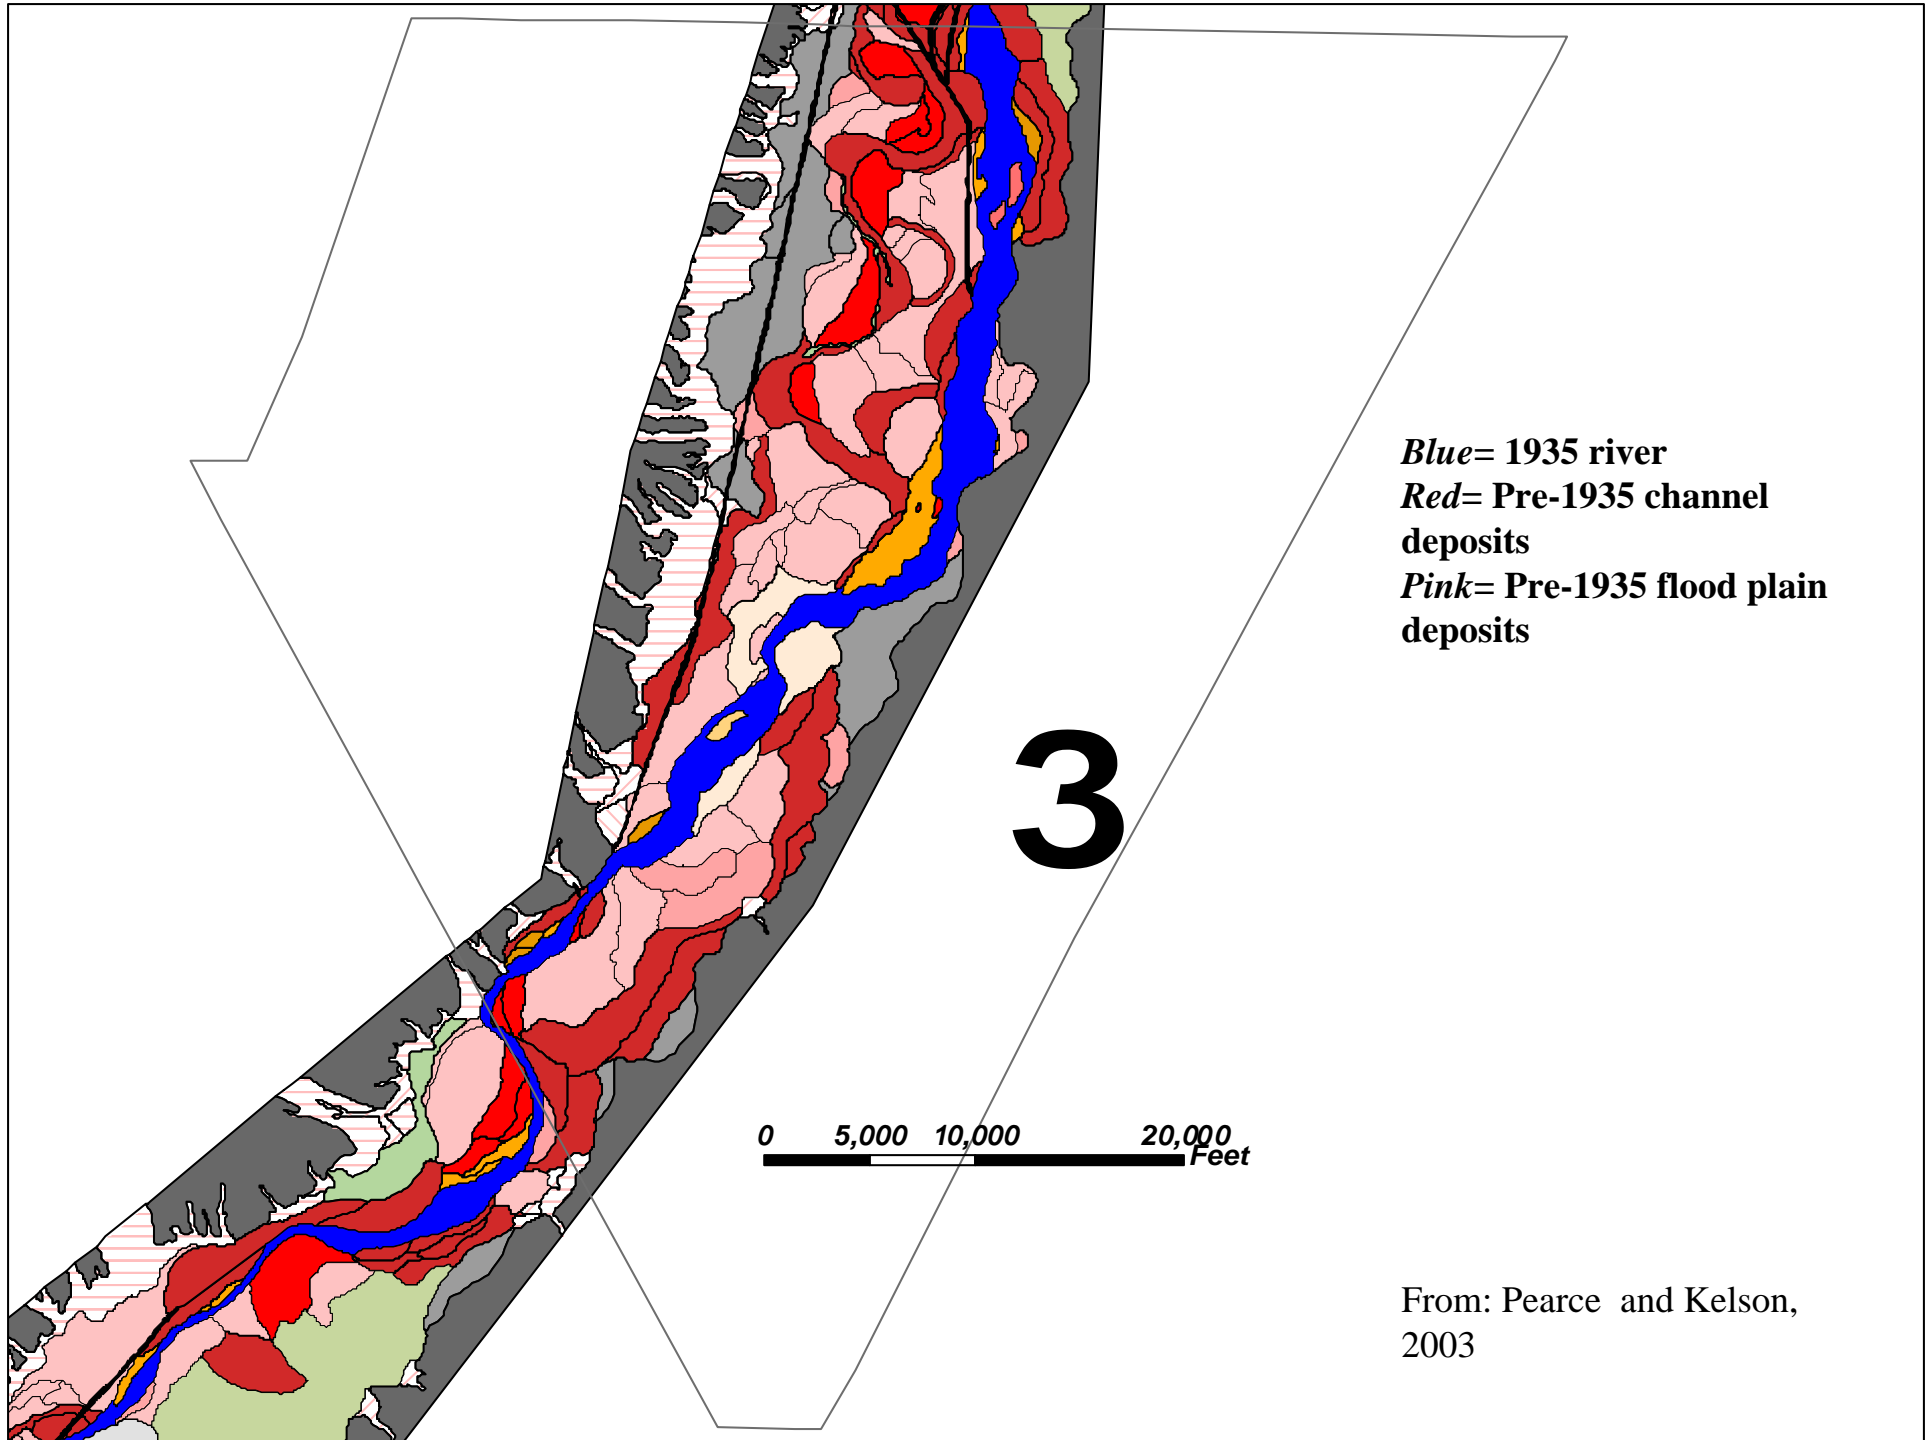 Blue= 1935 river
Red= Pre-1935 channel
deposits
Pink= Pre-1935 flood plain
deposits
3
0 5,000 10,000 20,000
Feet
From: Pearce and Kelson,
2003